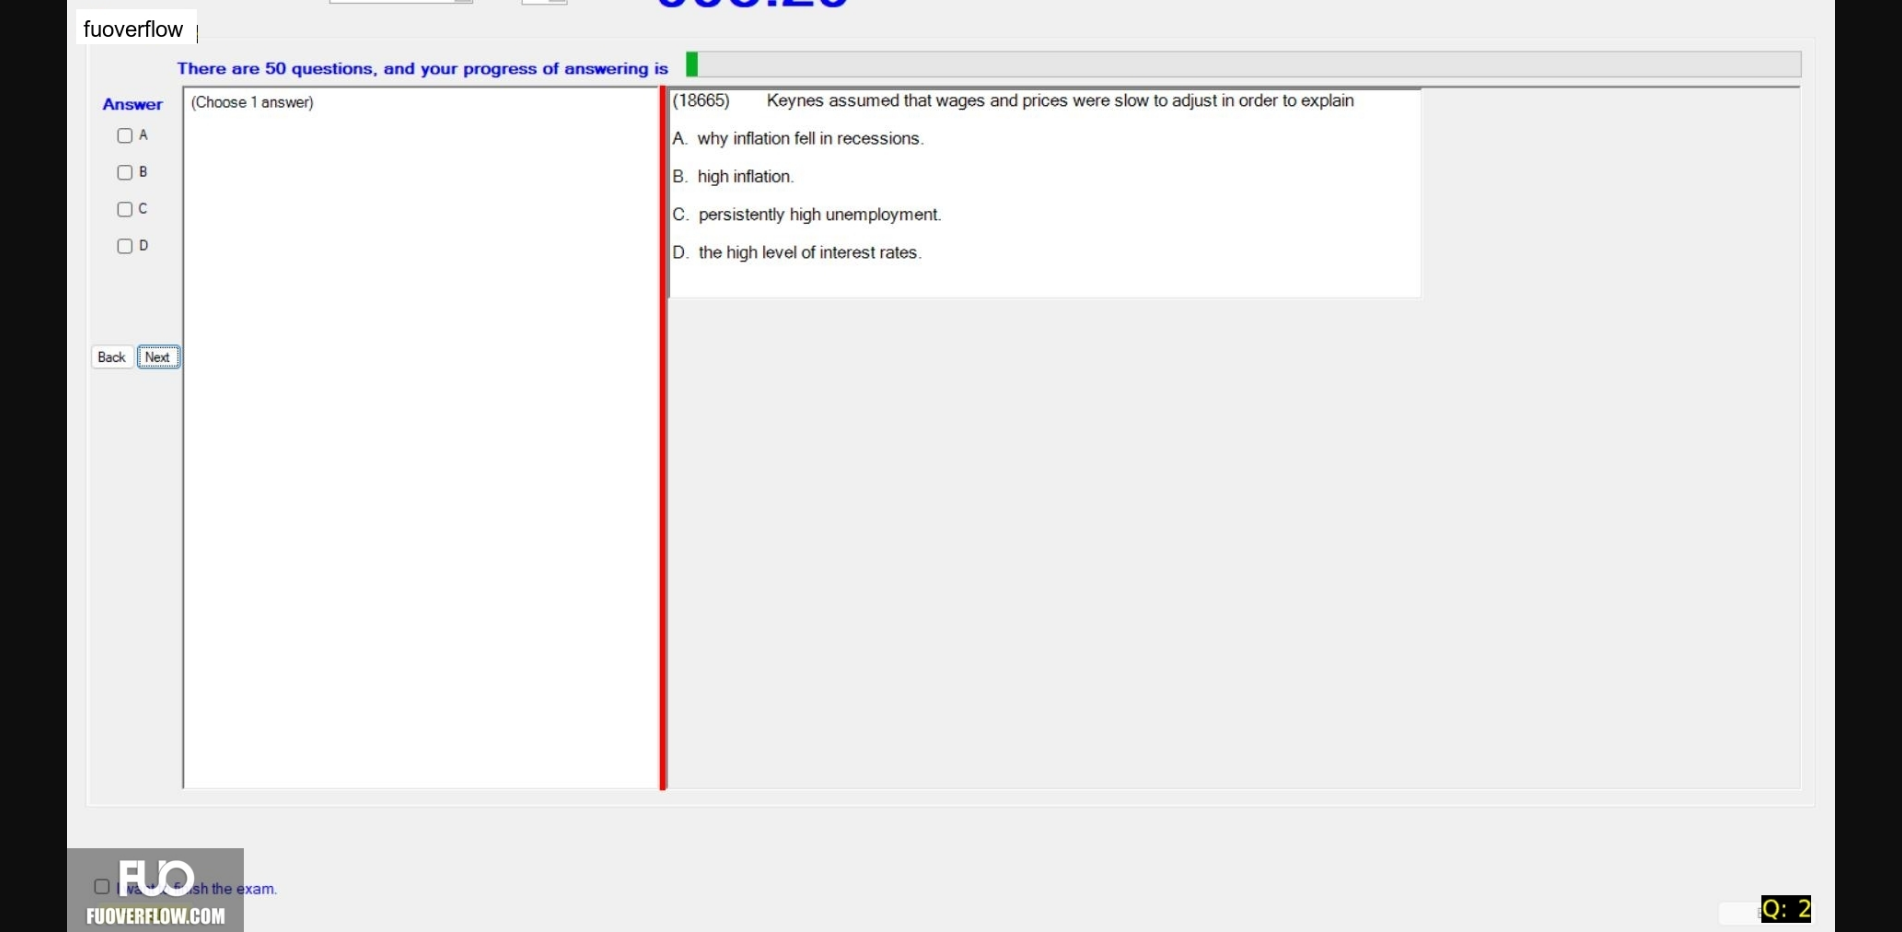 fuoverflow
There are 50 questions, and your progress of answering is
Answer
(Choose 1 answer)
A
B
C
D
Back Next
(18665) Keynes assumed that wages and prices were slow to adjust in order to explain
A. why inflation fell in recessions.
B. high inflation.
C. persistently high unemployment.
D. the high level of interest rates.
FUO
FUOVERFLOW.COM
the exam.
Q: 2